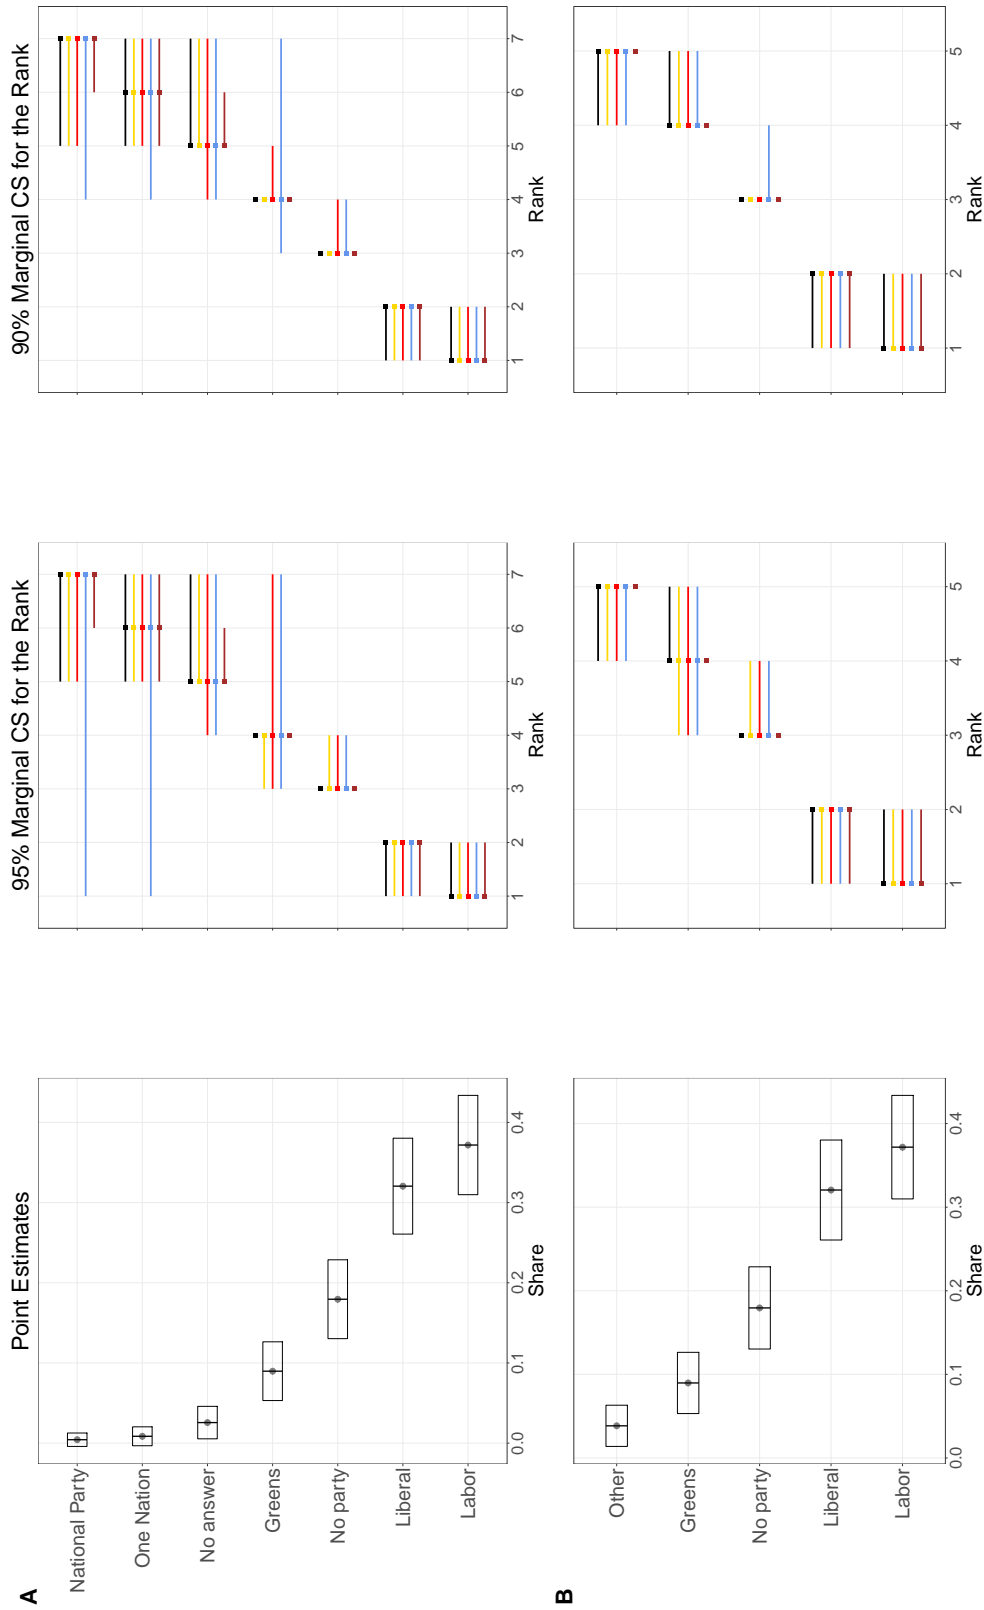 A
Point Estimates
95% Marginal CS for the Rank
90% Marginal CS for the Rank
National Party
One Nation
No answer
Greens
No party
Liberal
Labor
0.0 0.1 0.2 0.3 0.4
Share
1 2 3 4 5 6 7
Rank
1 2 3 4 5 6 7
Rank
B
Other
Greens
No party
Liberal
Labor
0.0 0.1 0.2 0.3 0.4
Share
1 2 3 4 5
Rank
1 2 3 4 5
Rank